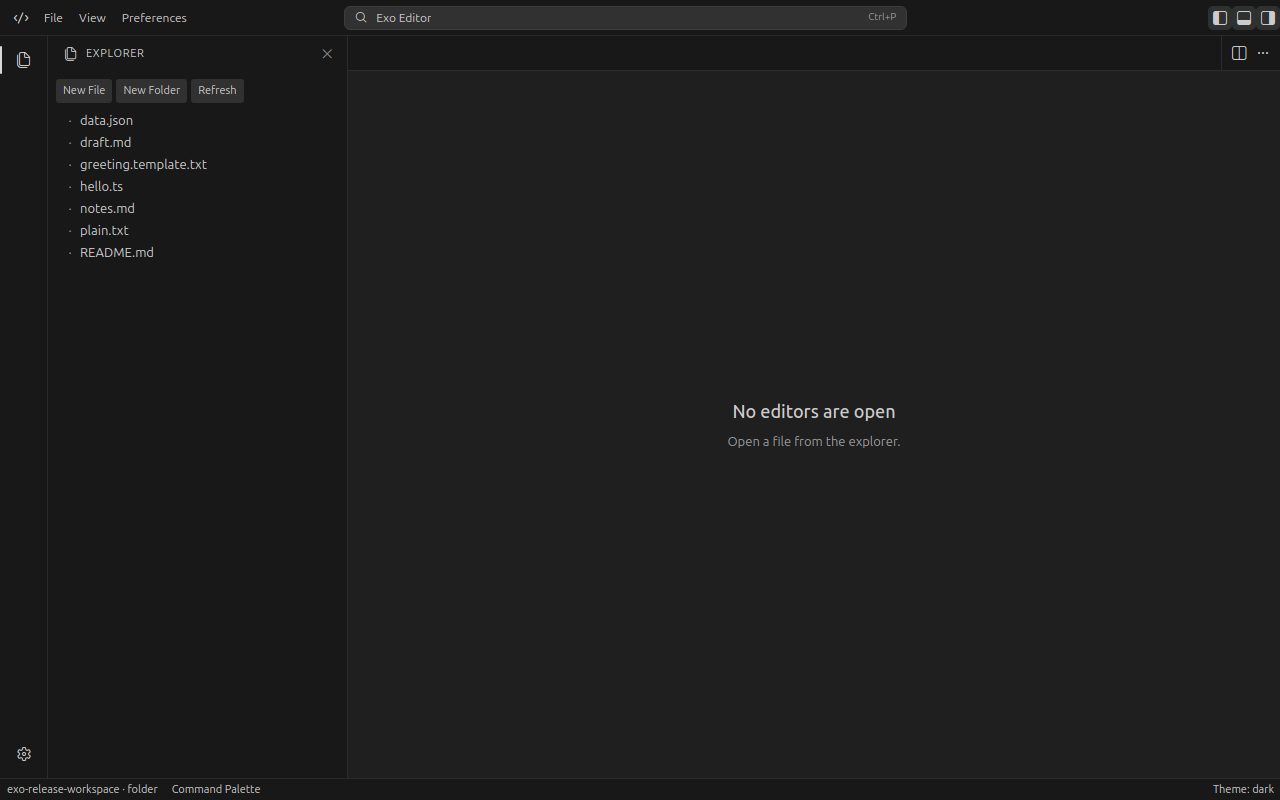 File View Preferences
Exo Editor Ctrl+P
EXPLORER
New File New Folder Refresh
data.json
draft.md
greeting.template.txt
hello.ts
notes.md
plain.txt
README.md
No editors are open
Open a file from the explorer.
exo-release-workspace · folder Command Palette Theme: dark